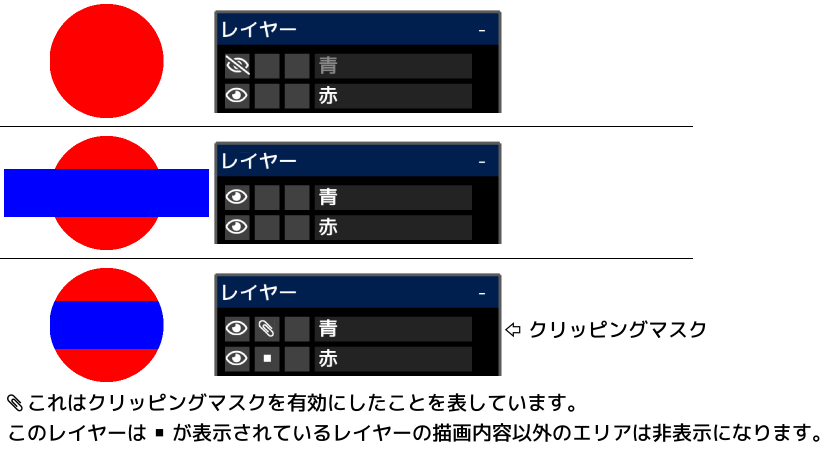 レイヤー -
青
赤
レイヤー -
青
赤
レイヤー -
青
赤
⇦ クリッピングマスク
これはクリッピングマスクを有効にしたことを表しています。
このレイヤーは ▪ が表示されているレイヤーの描画内容以外のエリアは非表示になります。